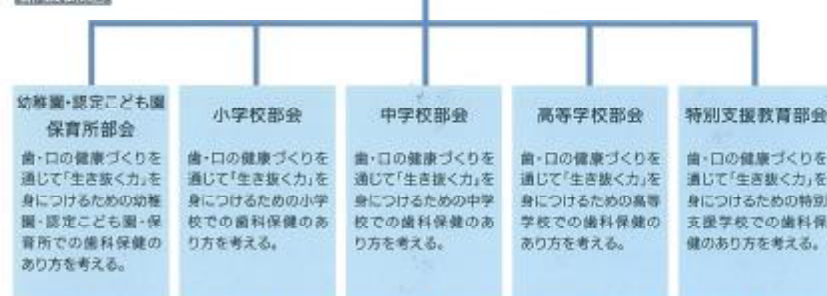 幼稚園・認定こども園
保育所部会
歯・口の健康づくりを
通じて「生き抜く力」を
身につけるための幼稚
園・認定こども園・保
育所での歯科保健の
あり方を考える。
小学校部会
歯・口の健康づくりを
通じて「生き抜く力」を
身につけるための小学
校での歯科保健のあ
り方を考える。
中学校部会
歯・口の健康づくりを
通じて「生き抜く力」を
身につけるための中学
校での歯科保健のあ
り方を考える。
高等学校部会
歯・口の健康づくりを
通じて「生き抜く力」を
身につけるための高等
学校での歯科保健の
あり方を考える。
特別支援教育部会
歯・口の健康づくりを
通じて「生き抜く力」を
身につけるための特別
支援学校での歯科保
健のあり方を考える。